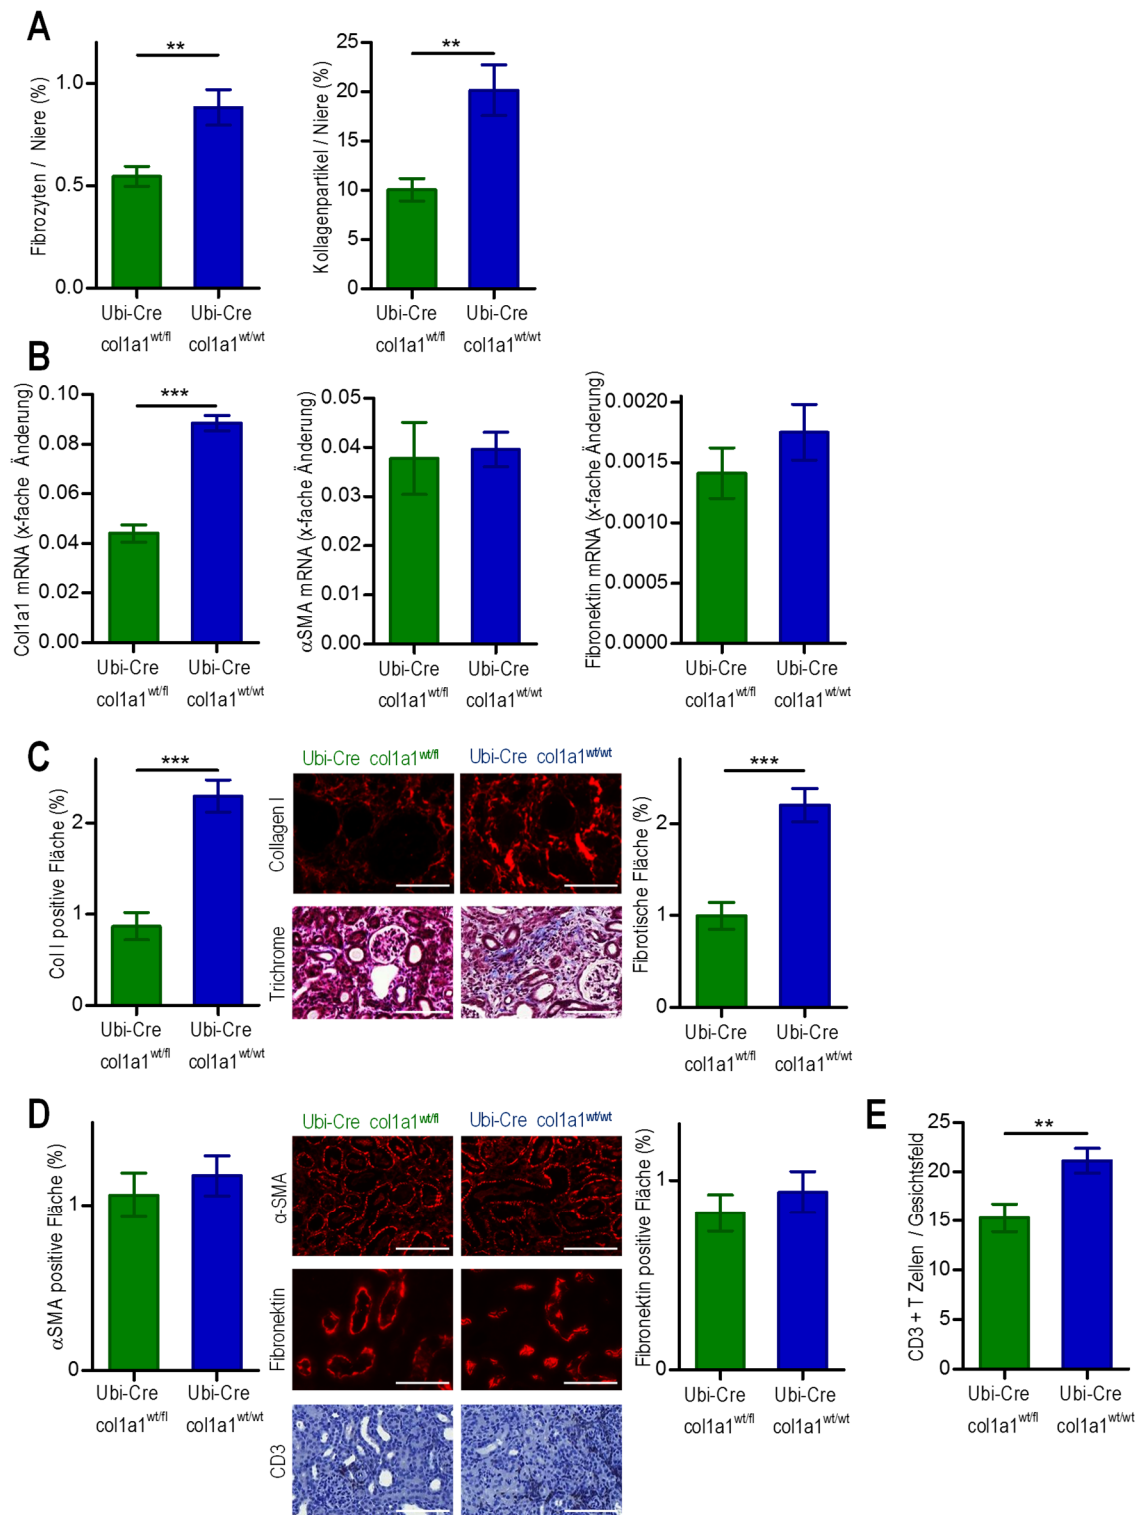 A
Fibrozyten / Niere (%)
1.0
0.5
0.0
**
Ubi-Cre
col1a1wt/fl
Ubi-Cre
col1a1wt/wt
Kollagenpartikel / Niere (%)
25
20
15
10
5
0
**
Ubi-Cre
col1a1wt/fl
Ubi-Cre
col1a1wt/wt
B
Col1a1 mRNA (x-fache Änderung)
0.10
0.08
0.06
0.04
0.02
0.00
***
Ubi-Cre
col1a1wt/fl
Ubi-Cre
col1a1wt/wt
αSMA mRNA (x-fache Änderung)
0.05
0.04
0.03
0.02
0.01
0.00
Ubi-Cre
col1a1wt/fl
Ubi-Cre
col1a1wt/wt
Fibronektin mRNA (x-fache Änderung)
0.0020
0.0015
0.0010
0.0005
0.0000
Ubi-Cre
col1a1wt/fl
Ubi-Cre
col1a1wt/wt
C
Col I positive Fläche (%)
2
1
0
***
Ubi-Cre
col1a1wt/fl
Ubi-Cre
col1a1wt/wt
Ubi-Cre col1a1wt/fl
Ubi-Cre col1a1wt/wt
Collagen I
Trichrome
Fibrotische Fläche (%)
2
1
0
***
Ubi-Cre
col1a1wt/fl
Ubi-Cre
col1a1wt/wt
D
αSMA positive Fläche (%)
1
0
Ubi-Cre
col1a1wt/fl
Ubi-Cre
col1a1wt/wt
Ubi-Cre col1a1wt/fl
Ubi-Cre col1a1wt/wt
α-SMA
Fibronektin
CD3
Fibronektin positive Fläche (%)
1
0
Ubi-Cre
col1a1wt/fl
Ubi-Cre
col1a1wt/wt
E
CD3 + T Zellen / Gesichtsfeld
25
20
15
10
5
0
**
Ubi-Cre
col1a1wt/fl
Ubi-Cre
col1a1wt/wt